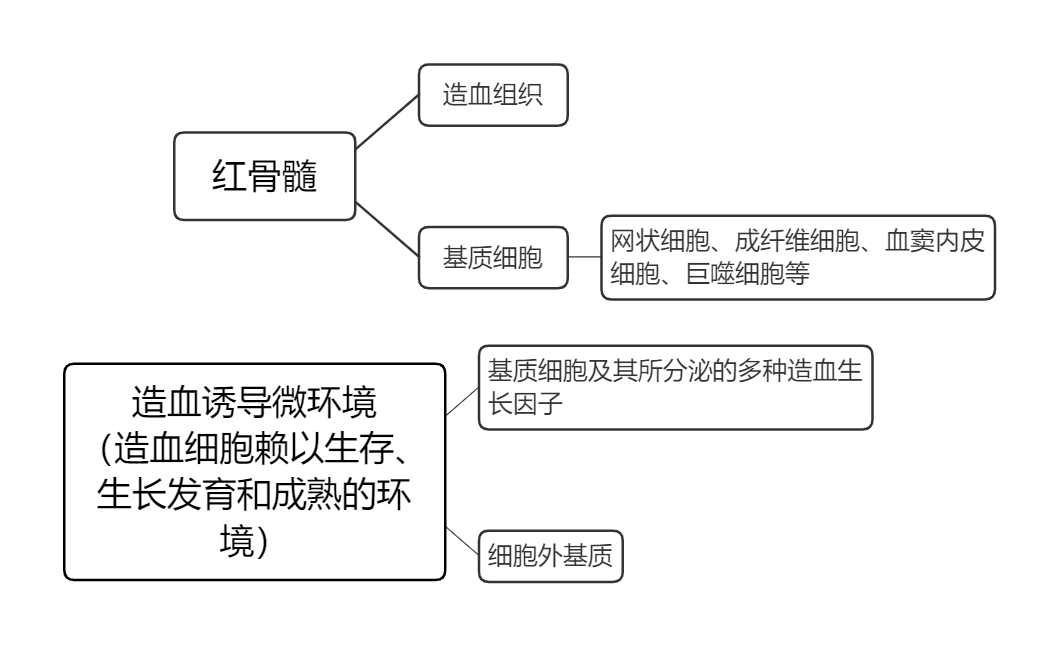 造血组织
红骨髓
基质细胞
网状细胞、成纤维细胞、血窦内皮
细胞、巨噬细胞等
造血诱导微环境
（造血细胞赖以生存、
生长发育和成熟的环
境）
基质细胞及其所分泌的多种造血生
长因子
细胞外基质